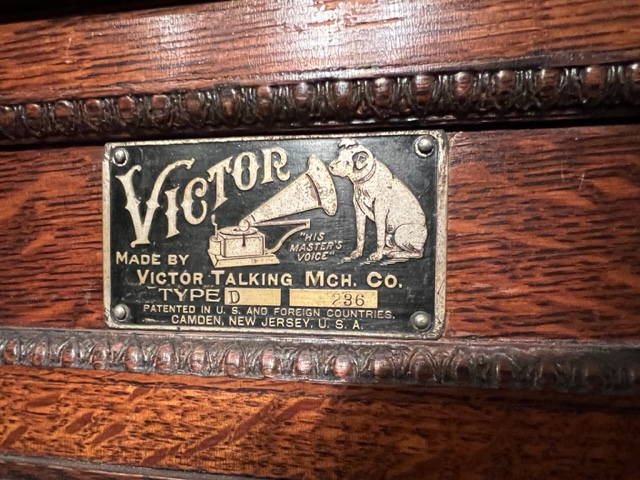 VICTOR
"HIS
MASTER'S
VOICE"
MADE BY
VICTOR TALKING MCH. CO.
TYPE D 236
PATENTED IN U. S. AND FOREIGN COUNTRIES.
CAMDEN, NEW JERSEY, U. S. A.